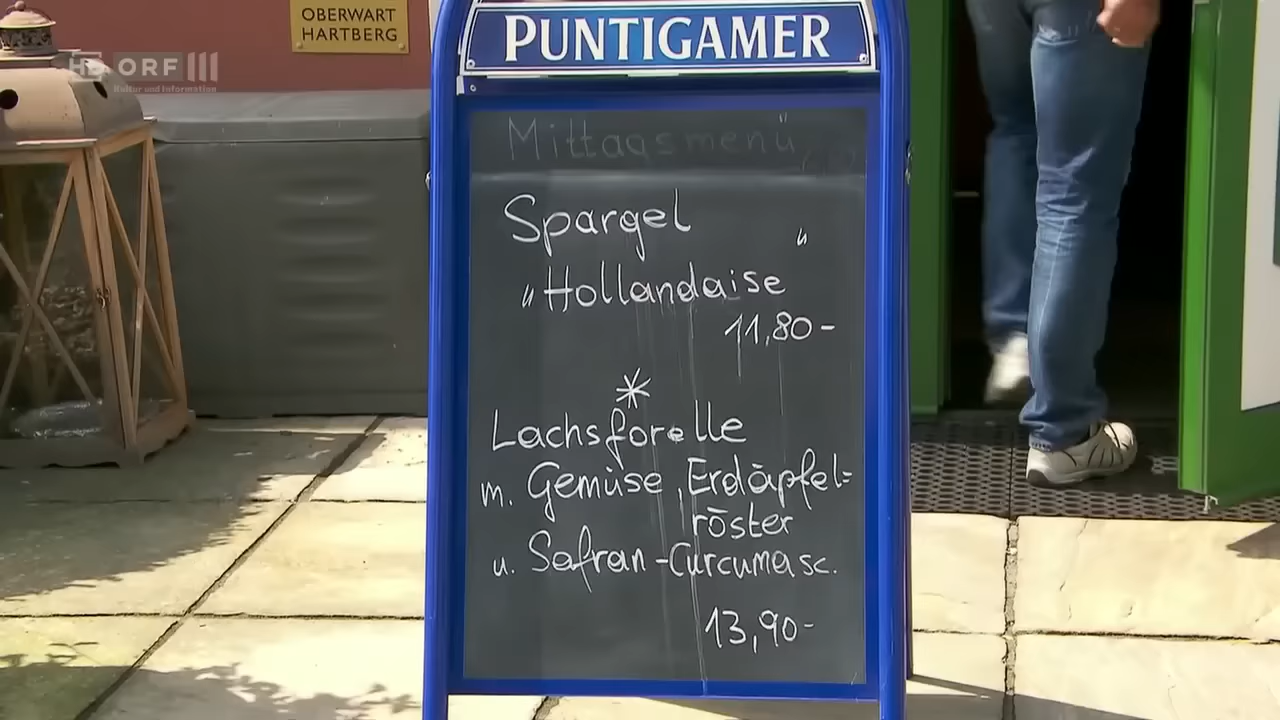 OBERWART
HARTBERG
HD ORF III
Kultur und Information
PUNTIGAMER
Mittagsmenü
Spargel
"Hollandaise"
11,80-
*
Lachsforelle
m. Gemüse, Erdäpfel=
röster
u. Safran-Curcumasc.
13,90-